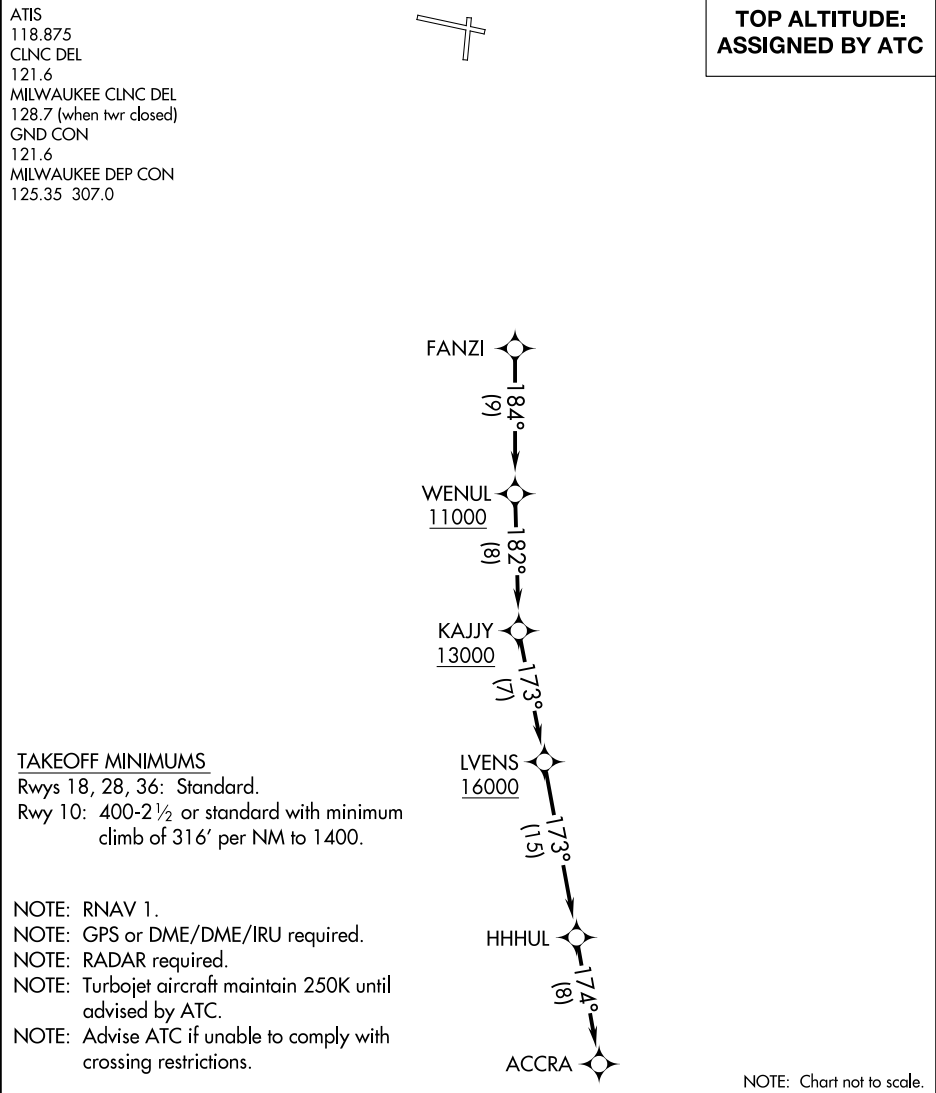 ATIS
118.875
CLNC DEL
121.6
MILWAUKEE CLNC DEL
128.7 (when twr closed)
GND CON
121.6
MILWAUKEE DEP CON
125.35 307.0
TOP ALTITUDE:
ASSIGNED BY ATC
FANZI
184°
(9)
WENUL
11000
182°
(8)
KAJJY
13000
173°
(7)
LVENS
16000
173°
(15)
HHHUL
174°
(8)
ACCRA
TAKEOFF MINIMUMS
Rwys 18, 28, 36: Standard.
Rwy 10: 400-2½ or standard with minimum
climb of 316' per NM to 1400.
NOTE: RNAV 1.
NOTE: GPS or DME/DME/IRU required.
NOTE: RADAR required.
NOTE: Turbojet aircraft maintain 250K until
advised by ATC.
NOTE: Advise ATC if unable to comply with
crossing restrictions.
NOTE: Chart not to scale.